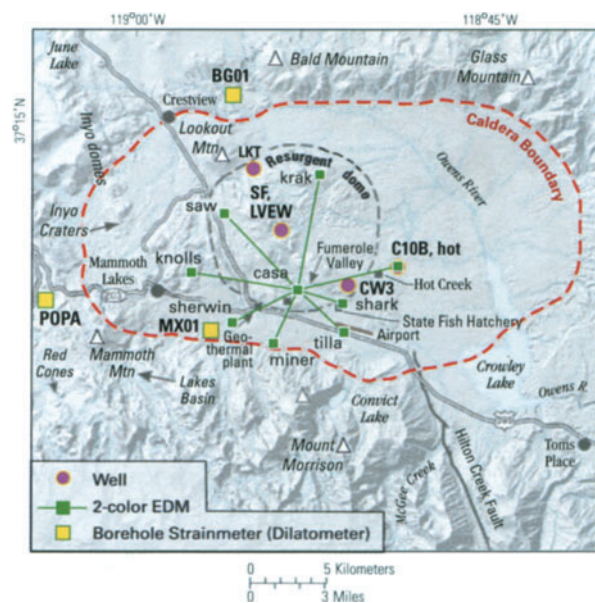 119°00'
118°45'
37°15'
June
Lake
Bald Mountain
Glass
Mountain
BG01
Crestview
Lookout
Mtn
Inyo domes
Caldera Boundary
LKT
Resurgent
dome
krak
Owens River
SF,
LVEW
saw
Inyo
Craters
Fumerole
Valley
C10B, hot
knolls
Mammoth
Lakes
casa
Hot Creek
CW3
sherwin
shark
POPA
MX01
State Fish Hatchery
Geo-
thermal
plant
Airport
tilla
miner
Mammoth
Mtn
Red
Cones
Lakes
Basin
Crowley
Lake
Owens R.
Convict
Lake
Mount
Morrison
McGee Creek
Hilton Creek Fault
Toms
Place
Well
2-color EDM
Borehole Strainmeter (Dilatometer)
0 5 Kilometers
0 3 Miles